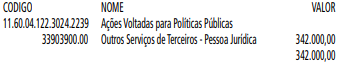 CODIGO NOME VALOR
11.60.04.122.3024.2239 Ações Voltadas para Políticas Públicas
33903900.00 Outros Serviços de Terceiros - Pessoa Jurídica 342.000,00
342.000,00